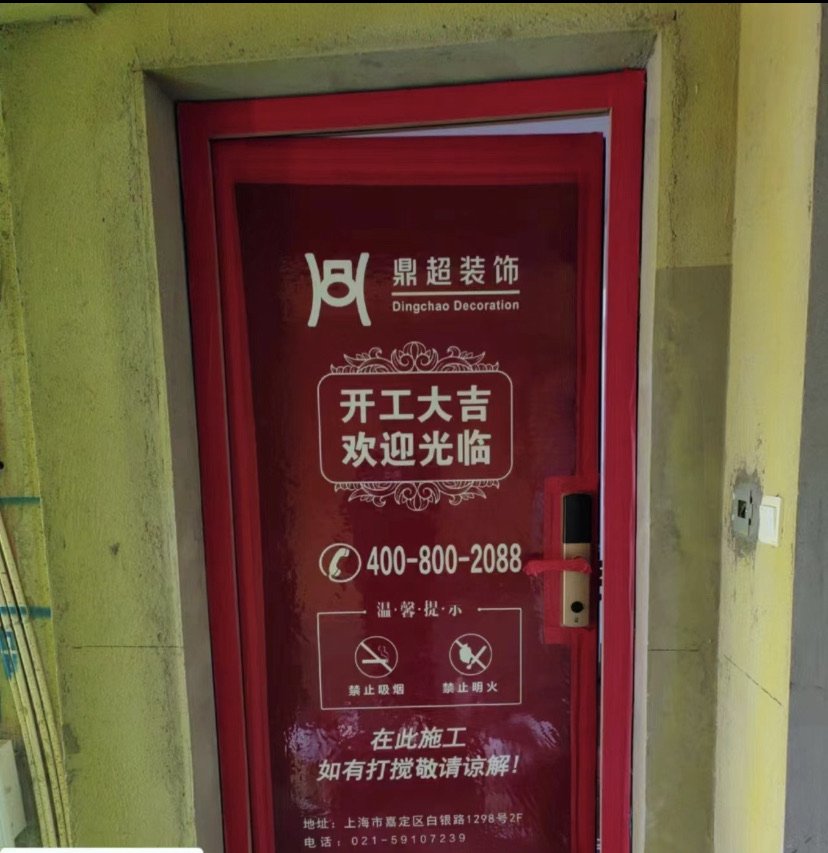 鼎超装饰
Dingchao Decoration
开工大吉
欢迎光临
400-800-2088
温·馨·提·示
禁止吸烟
禁止明火
在此施工
如有打搅敬请谅解！
地址：上海市嘉定区白银路1298号2F
电话：021-59107239